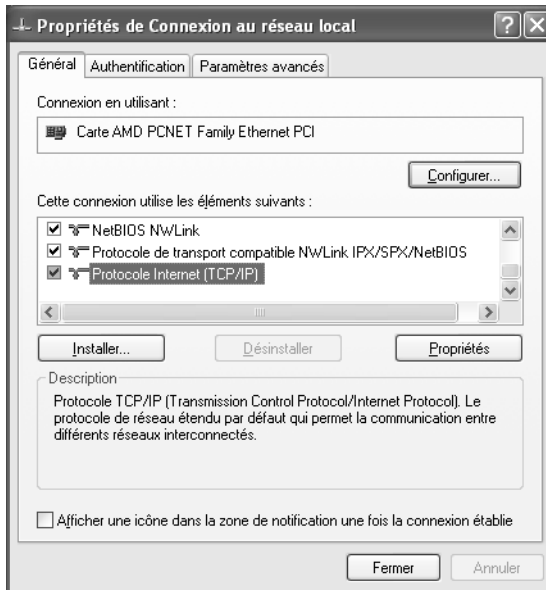 Propriétés de Connexion au réseau local
Général Authentification Paramètres avancés
Connexion en utilisant :
Carte AMD PCNET Family Ethernet PCI
Configurer...
Cette connexion utilise les éléments suivants :
NetBIOS NWLink
Protocole de transport compatible NWLink IPX/SPX/NetBIOS
Protocole Internet (TCP/IP)
Installer... Désinstaller Propriétés
Description
Protocole TCP/IP (Transmission Control Protocol/Internet Protocol). Le
protocole de réseau étendu par défaut qui permet la communication entre
différents réseaux interconnectés.
Afficher une icône dans la zone de notification une fois la connexion établie
Fermer Annuler